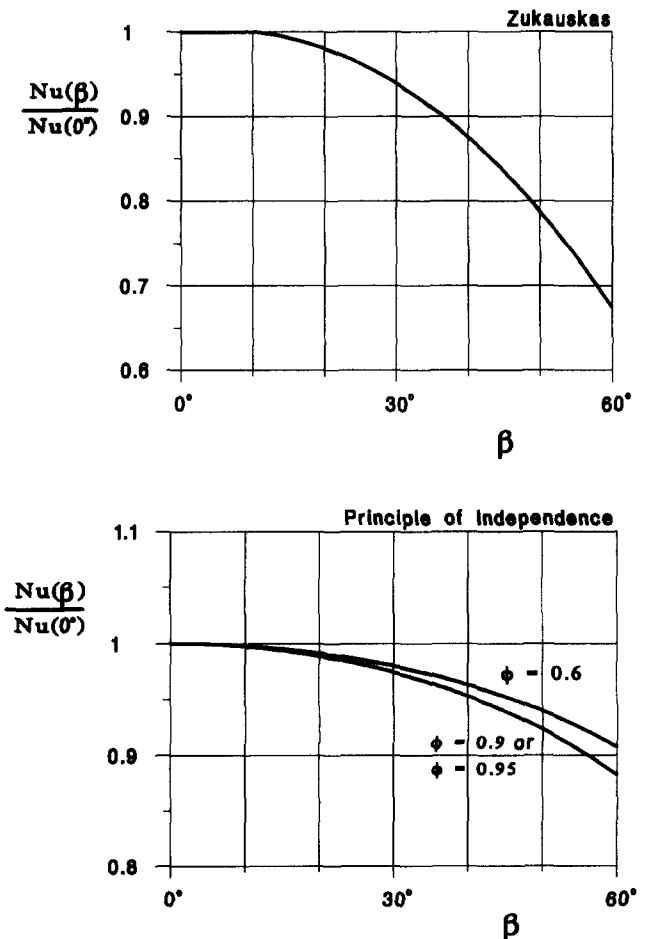 Zukauskas
1
Nu(β)
Nu(0°)
0.9
0.8
0.7
0.6
0° 30° 60°
β
Principle of Independence
1.1
Nu(β)
Nu(0°)
1
ϕ = 0.6
ϕ = 0.9 or
ϕ = 0.95
0.9
0.8
0° 30° 60°
β